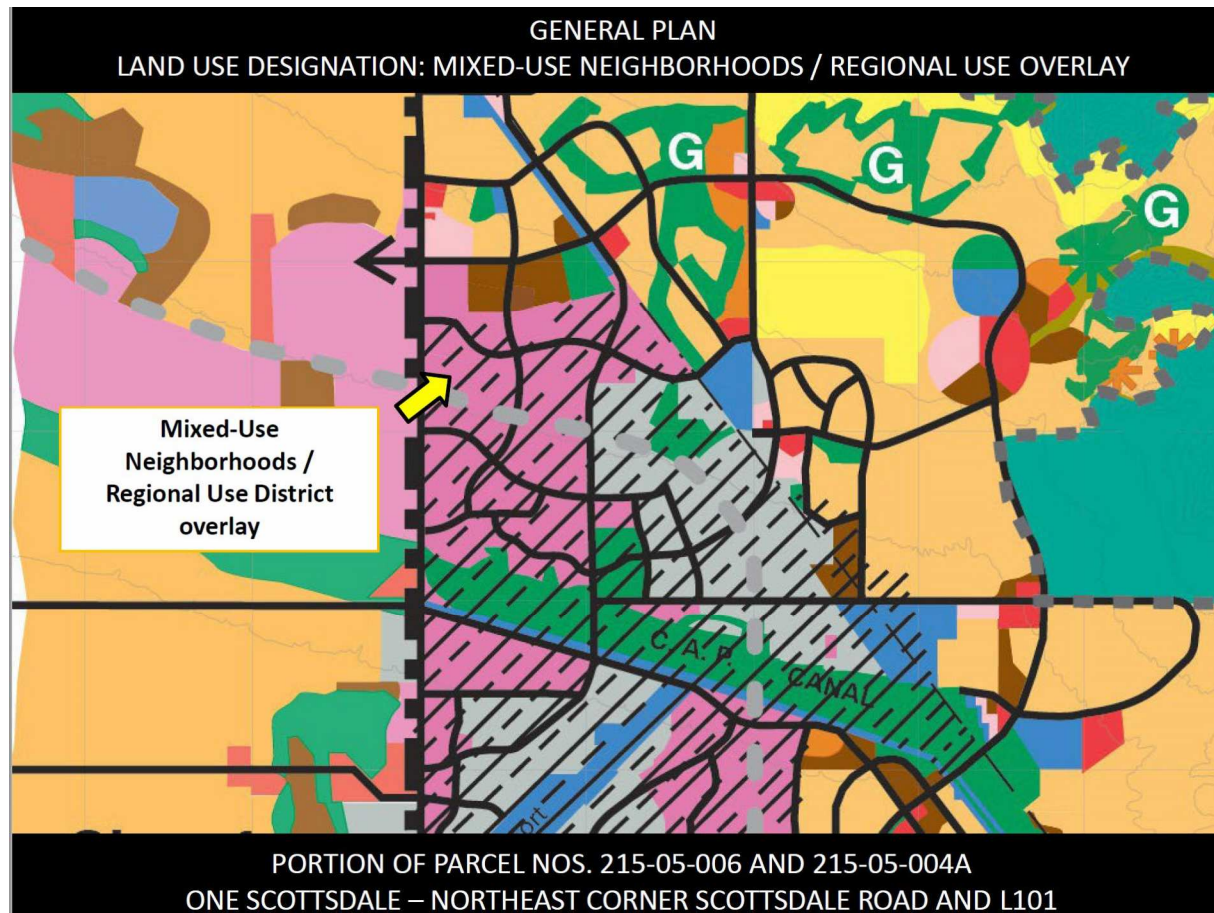 GENERAL PLAN
LAND USE DESIGNATION: MIXED-USE NEIGHBORHOODS / REGIONAL USE OVERLAY
G
G
G
Mixed-Use
Neighborhoods /
Regional Use District
overlay
C. A. P. CANAL
ort
PORTION OF PARCEL NOS. 215-05-006 AND 215-05-004A
ONE SCOTTSDALE – NORTHEAST CORNER SCOTTSDALE ROAD AND L101